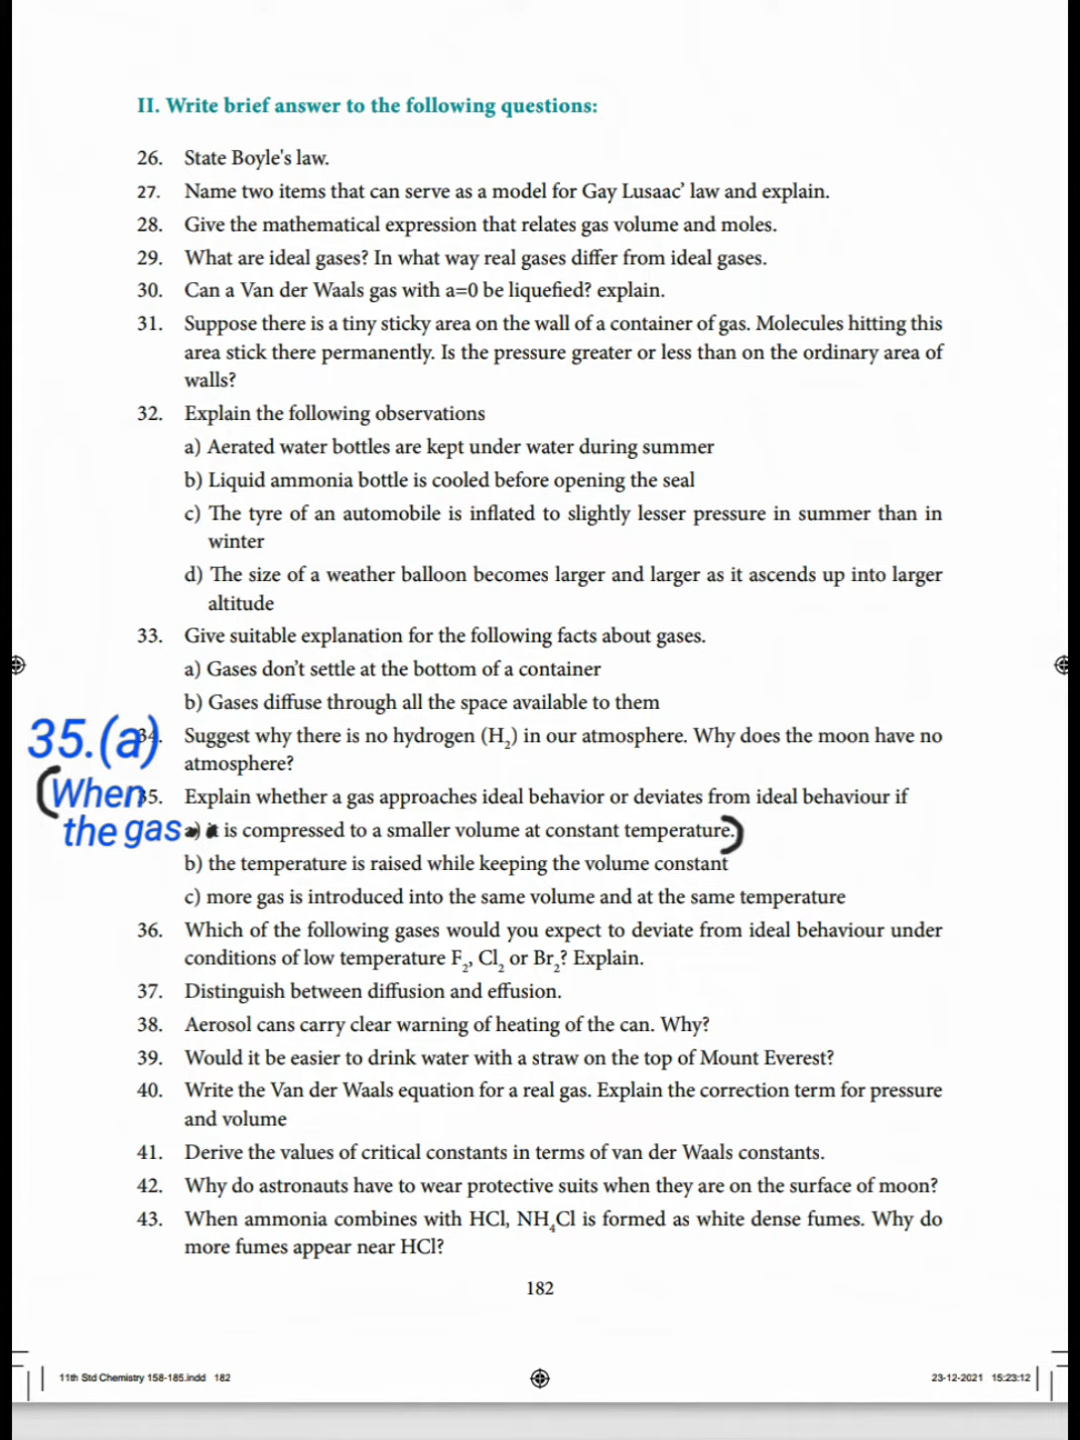 II. Write brief answer to the following questions:
26. State Boyle's law.
27. Name two items that can serve as a model for Gay Lusaac' law and explain.
28. Give the mathematical expression that relates gas volume and moles.
29. What are ideal gases? In what way real gases differ from ideal gases.
30. Can a Van der Waals gas with a=0 be liquefied? explain.
31. Suppose there is a tiny sticky area on the wall of a container of gas. Molecules hitting this
area stick there permanently. Is the pressure greater or less than on the ordinary area of
walls?
32. Explain the following observations
a) Aerated water bottles are kept under water during summer
b) Liquid ammonia bottle is cooled before opening the seal
c) The tyre of an automobile is inflated to slightly lesser pressure in summer than in
winter
d) The size of a weather balloon becomes larger and larger as it ascends up into larger
altitude
33. Give suitable explanation for the following facts about gases.
a) Gases don't settle at the bottom of a container
b) Gases diffuse through all the space available to them
35.(a)
34. Suggest why there is no hydrogen (H₂) in our atmosphere. Why does the moon have no
atmosphere?
(When
35. Explain whether a gas approaches ideal behavior or deviates from ideal behaviour if
the gas a) it is compressed to a smaller volume at constant temperature.)
b) the temperature is raised while keeping the volume constant
c) more gas is introduced into the same volume and at the same temperature
36. Which of the following gases would you expect to deviate from ideal behaviour under
conditions of low temperature F₂, Cl₂ or Br₂? Explain.
37. Distinguish between diffusion and effusion.
38. Aerosol cans carry clear warning of heating of the can. Why?
39. Would it be easier to drink water with a straw on the top of Mount Everest?
40. Write the Van der Waals equation for a real gas. Explain the correction term for pressure
and volume
41. Derive the values of critical constants in terms of van der Waals constants.
42. Why do astronauts have to wear protective suits when they are on the surface of moon?
43. When ammonia combines with HCl, NH₄Cl is formed as white dense fumes. Why do
more fumes appear near HCl?
182
11th Std Chemistry 158-185.indd 182
23-12-2021 15:23:12